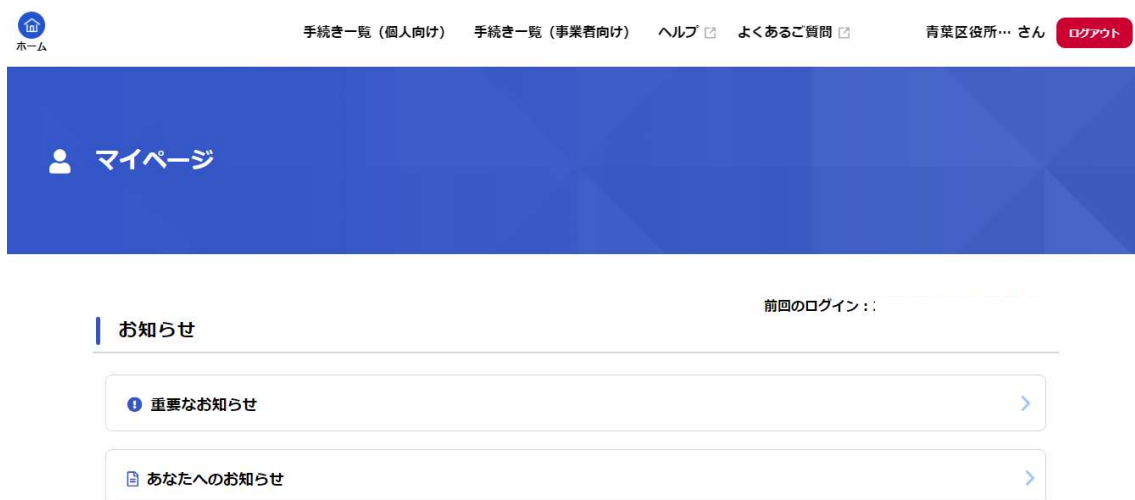 ホーム
手続き一覧（個人向け） 手続き一覧（事業者向け） ヘルプ よくあるご質問 青葉区役所… さん ログアウト
マイページ
前回のログイン：
お知らせ
重要なお知らせ
あなたへのお知らせ